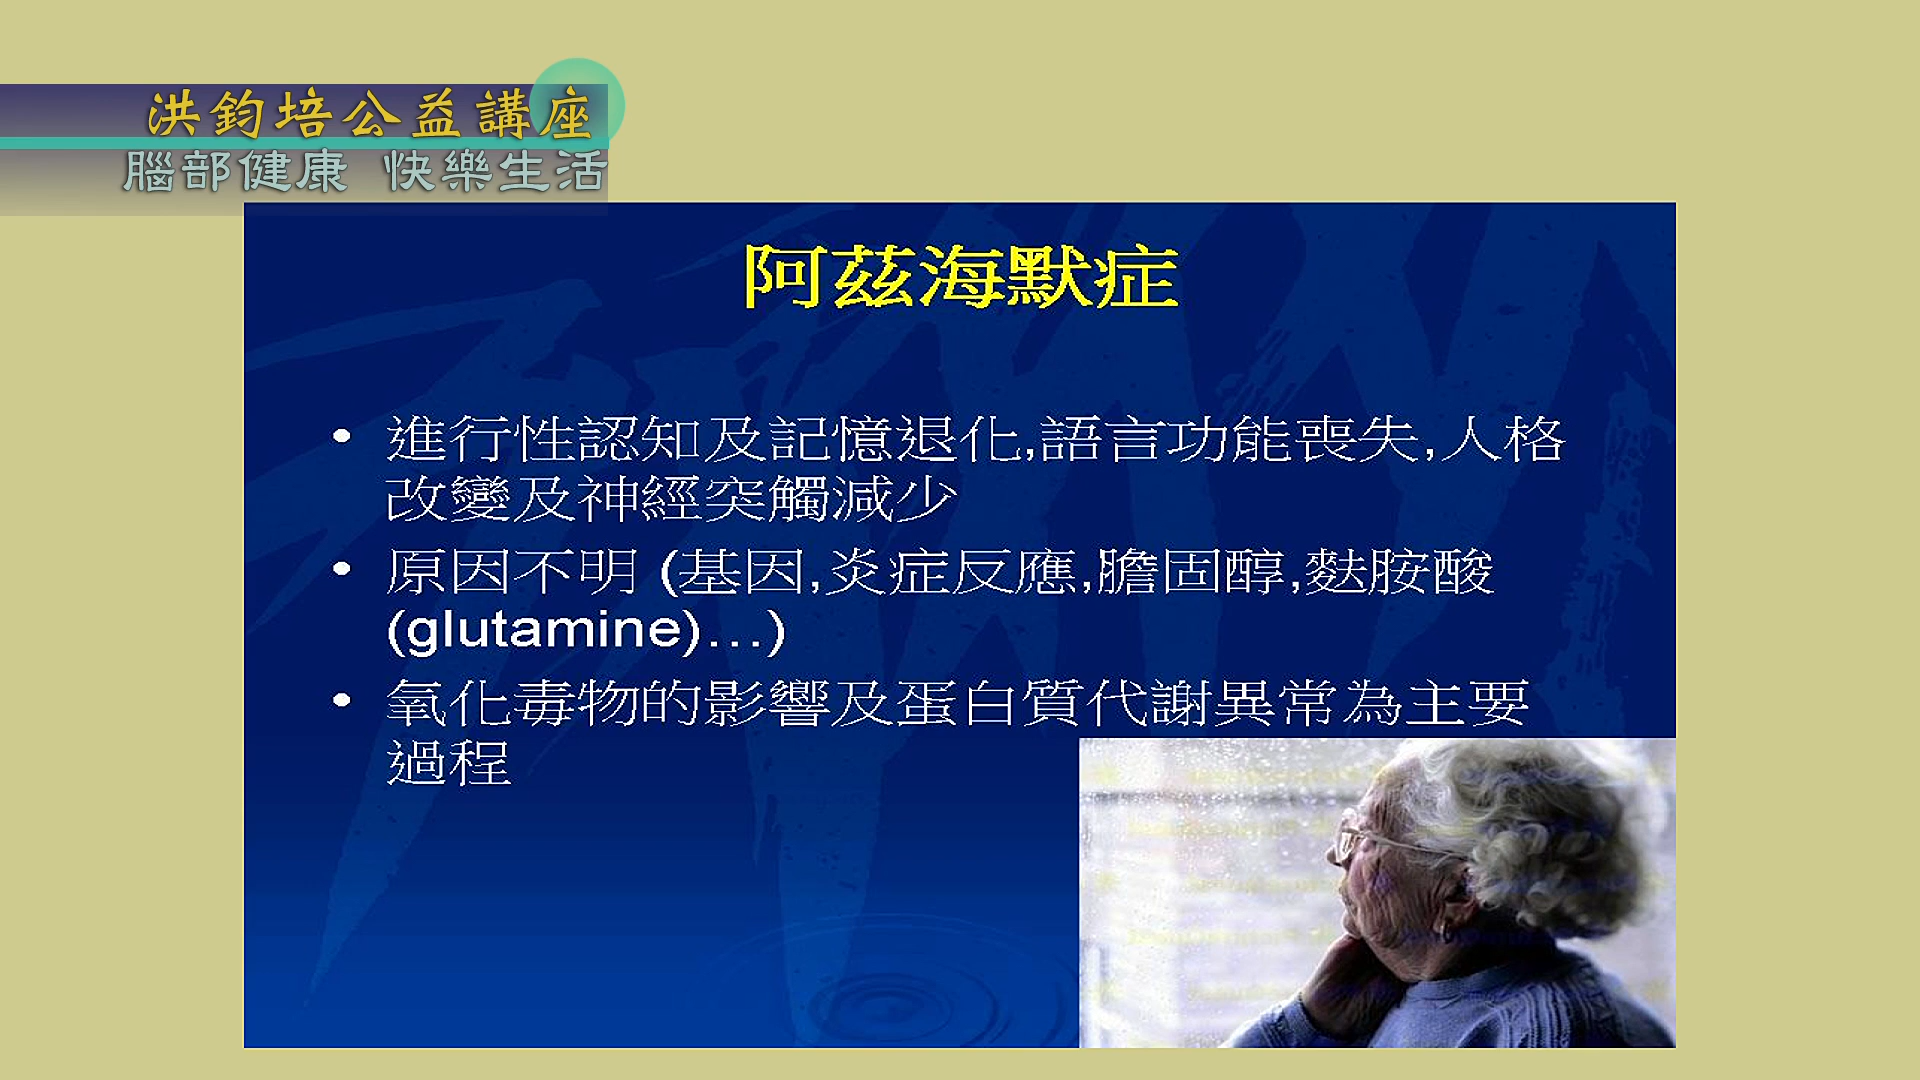 洪鈞培公益講座
腦部健康 快樂生活
阿茲海默症
• 進行性認知及記憶退化,語言功能喪失,人格
改變及神經突觸減少
• 原因不明 (基因,炎症反應,膽固醇,麩胺酸
(glutamine)…)
• 氧化毒物的影響及蛋白質代謝異常為主要
過程